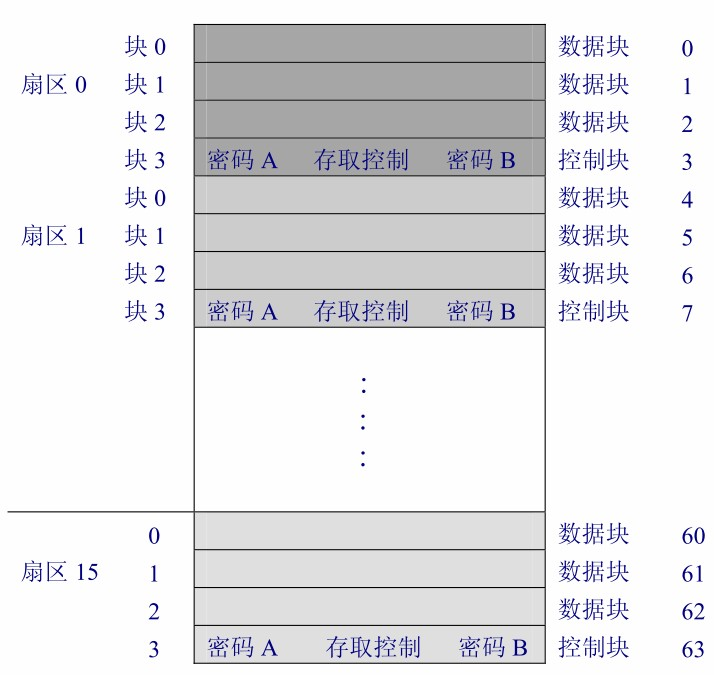 块 0 数据块 0
扇区 0 块 1 数据块 1
块 2 数据块 2
块 3 密码 A 存取控制 密码 B 控制块 3
块 0 数据块 4
扇区 1 块 1 数据块 5
块 2 数据块 6
块 3 密码 A 存取控制 密码 B 控制块 7
:
:
:
0 数据块 60
扇区 15 1 数据块 61
2 数据块 62
3 密码 A 存取控制 密码 B 控制块 63